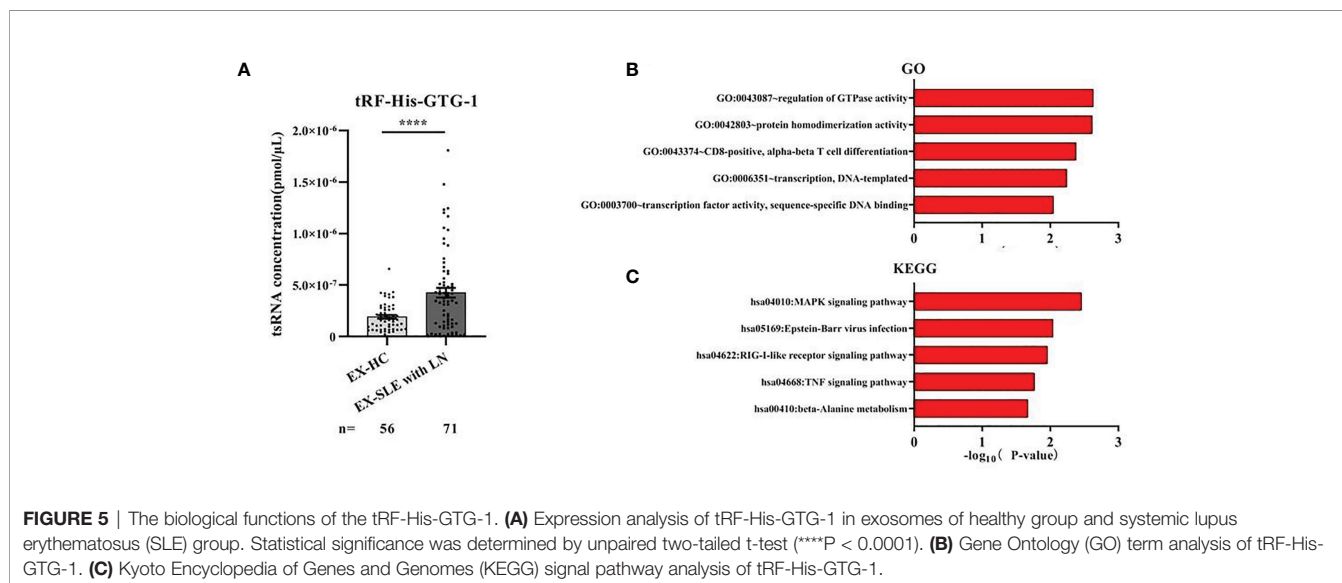 A
tRF-His-GTG-1
****
tsRNA concentration(pmol/μL)
2.0×10⁻⁶
1.5×10⁻⁶
1.0×10⁻⁶
5.0×10⁻⁷
0
EX-HC
EX-SLE with LN
n= 56 71
B
GO
GO:0043087~regulation of GTPase activity
GO:0042803~protein homodimerization activity
GO:0043374~CD8-positive, alpha-beta T cell differentiation
GO:0006351~transcription, DNA-templated
GO:0003700~transcription factor activity, sequence-specific DNA binding
0 1 2 3
C
KEGG
hsa04010:MAPK signaling pathway
hsa05169:Epstein-Barr virus infection
hsa04622:RIG-I-like receptor signaling pathway
hsa04668:TNF signaling pathway
hsa00410:beta-Alanine metabolism
0 1 2 3
-log₁₀( P-value)
FIGURE 5 | The biological functions of the tRF-His-GTG-1. (A) Expression analysis of tRF-His-GTG-1 in exosomes of healthy group and systemic lupus
erythematosus (SLE) group. Statistical significance was determined by unpaired two-tailed t-test (****P < 0.0001). (B) Gene Ontology (GO) term analysis of tRF-His-
GTG-1. (C) Kyoto Encyclopedia of Genes and Genomes (KEGG) signal pathway analysis of tRF-His-GTG-1.